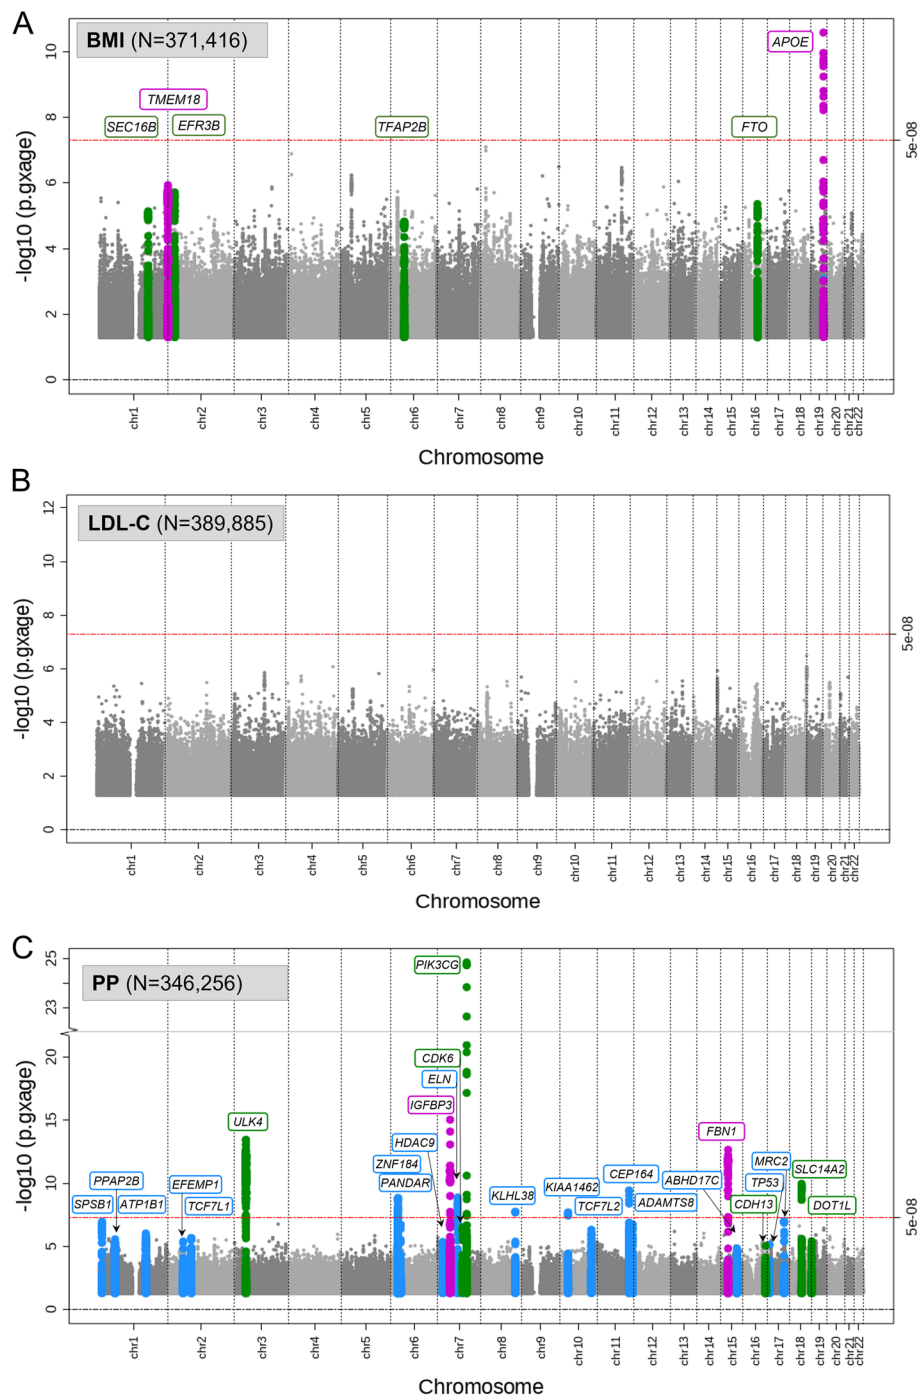 A
BMI (N=371,416)
APOE
TMEM18
SEC16B
EFR3B
TFAP2B
FTO
5e-08
-log10 (p.gxage)
10
8
6
4
2
0
chr1
chr2
chr3
chr4
chr5
chr6
chr7
chr8
chr9
chr10
chr11
chr12
chr13
chr14
chr15
chr16
chr17
chr18
chr19
chr20
chr21
chr22
Chromosome
B
LDL-C (N=389,885)
5e-08
-log10 (p.gxage)
12
10
8
6
4
2
0
chr1
chr2
chr3
chr4
chr5
chr6
chr7
chr8
chr9
chr10
chr11
chr12
chr13
chr14
chr15
chr16
chr17
chr18
chr19
chr20
chr21
chr22
Chromosome
C
PP (N=346,256)
PIK3CG
CDK6
ELN
IGFBP3
ULK4
HDAC9
FBN1
ZNF184
MRC2
PPAP2B
EFEMP1
PANDAR
KIAA1462
CEP164
ABHD17C
TP53
SLC14A2
SPSB1
ATP1B1
TCF7L1
KLHL38
TCF7L2
ADAMTS8
CDH13
DOT1L
5e-08
-log10 (p.gxage)
25
23
20
15
10
5
0
chr1
chr2
chr3
chr4
chr5
chr6
chr7
chr8
chr9
chr10
chr11
chr12
chr13
chr14
chr15
chr16
chr17
chr18
chr19
chr20
chr21
chr22
Chromosome